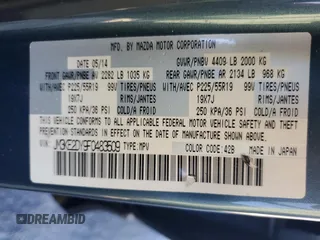 MFD. BY MAZDA MOTOR CORPORATION
DATE 05/14 GVWR/PNBV 4409 LB 2000 KG
FRONT GAWR/PNBE AV 2282 LB 1035 KG REAR GAWR/PNBE AR 2134 LB 968 KG
WITH/AVEC P225/55R19 99V TIRES/PNEUS WITH/AVEC P225/55R19 99V TIRES/PNEUS
19X7J RIMS/JANTES 19X7J RIMS/JANTES
250 KPA/36 PSI COLD/A FROID 250 KPA/36 PSI COLD/A FROID
THIS VEHICLE CONFORMS TO ALL APPLICABLE FEDERAL MOTOR VEHICLE SAFETY
AND THEFT PREVENTION STANDARDS IN EFFECT ON THE DATE OF
MANUFACTURE SHOWN ABOVE.
JM3KE2DY9F0483509 TYPE:MPV COLOR CODE:42B MADE IN JAPAN
DREAMBID